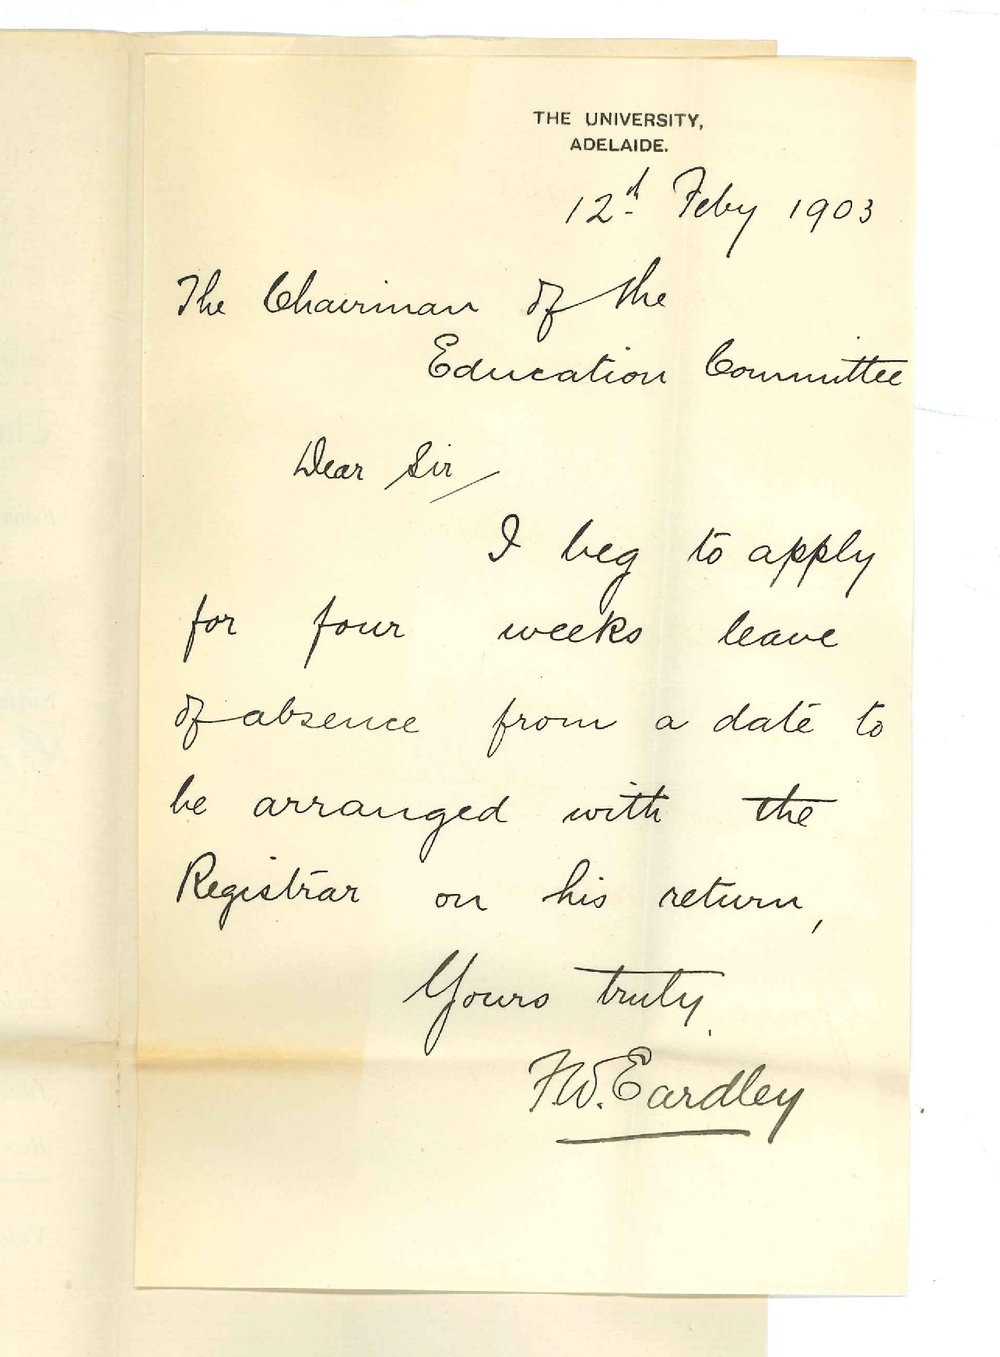 THE UNIVERSITY,
ADELAIDE.
12th Feby 1903
The Chairman of the
Education Committee
Dear Sir
I beg to apply
for four weeks leave
of absence from a date to
be arranged with the
Registrar on his return,
Yours truly,
F.W. Eardley